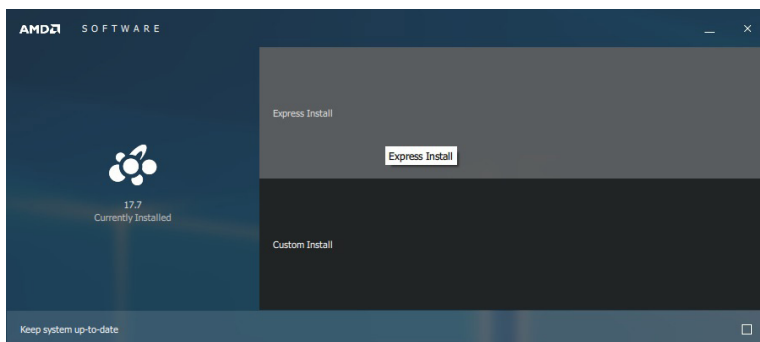 AMD SOFTWARE
Express Install
Express Install
17.7
Currently Installed
Custom Install
Keep system up-to-date